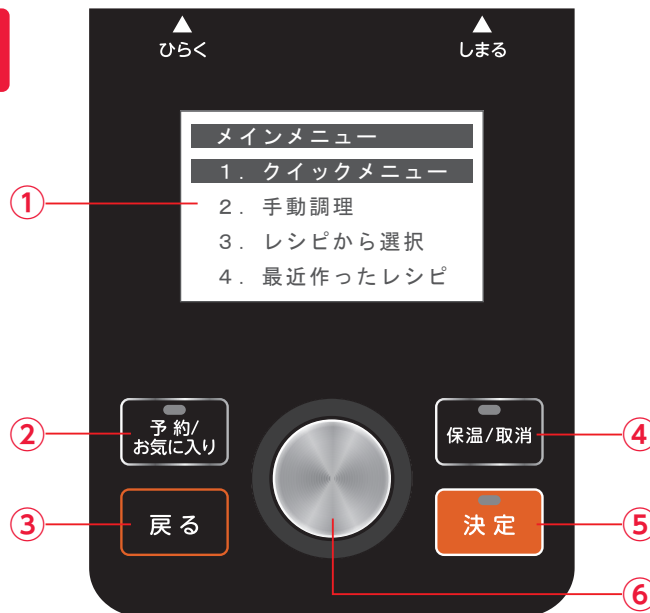 ▲ ▲
ひらく しまる
メインメニュー
1. クイックメニュー
① 2. 手動調理
3. レシピから選択
4. 最近作ったレシピ
② 予約/ 保温/取消 ④
お気に入り
③ 戻る 決定 ⑤
⑥